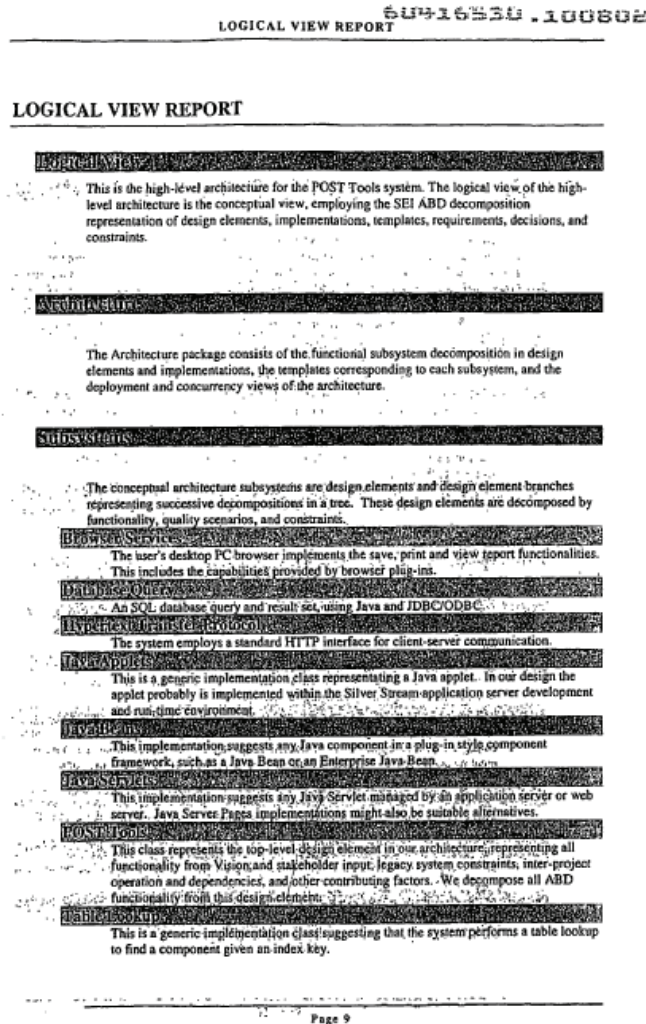 60416530.100802
LOGICAL VIEW REPORT
LOGICAL VIEW REPORT
Logical View
This is the high-level architecture for the POST Tools system. The logical view of the high-
level architecture is the conceptual view, employing the SEI ABD decomposition
representation of design elements, implementations, templates, requirements, decisions, and
constraints.
Architecture
The Architecture package consists of the functional subsystem decomposition in design
elements and implementations, the templates corresponding to each subsystem, and the
deployment and concurrency views of the architecture.
Subsystems
The conceptual architecture subsystems are design elements and design element branches
representing successive decompositions in a tree. These design elements are decomposed by
functionality, quality scenarios, and constraints.
Browser Services
The user's desktop PC browser implements the save, print and view report functionalities.
This includes the capabilities provided by browser plug-ins.
Database Query
An SQL database query and result set, using Java and JDBC/ODBC.
Hypertext Transfer Protocol
The system employs a standard HTTP interface for client-server communication.
Java Applets
This is a generic implementation class representating a Java applet. In our design the
applet probably is implemented within the Silver Stream application server development
and run-time environment.
Java Beans
This implementation suggests any Java component in a plug-in style component
framework, such as a Java Bean or an Enterprise Java Bean.
Java Servlets
This implementation suggests any Java Servlet managed by an application server or web
server. Java Server Pages implementations might also be suitable alternatives.
POST Tools
This class represents the top-level design element in our architecture, representing all
functionality from Vision and stakeholder input, legacy system constraints, inter-project
operation and dependencies, and other contributing factors. We decompose all ABD
functionality from this design element.
Table Lookup
This is a generic implementation class suggesting that the system performs a table lookup
to find a component given an index key.
Page 9